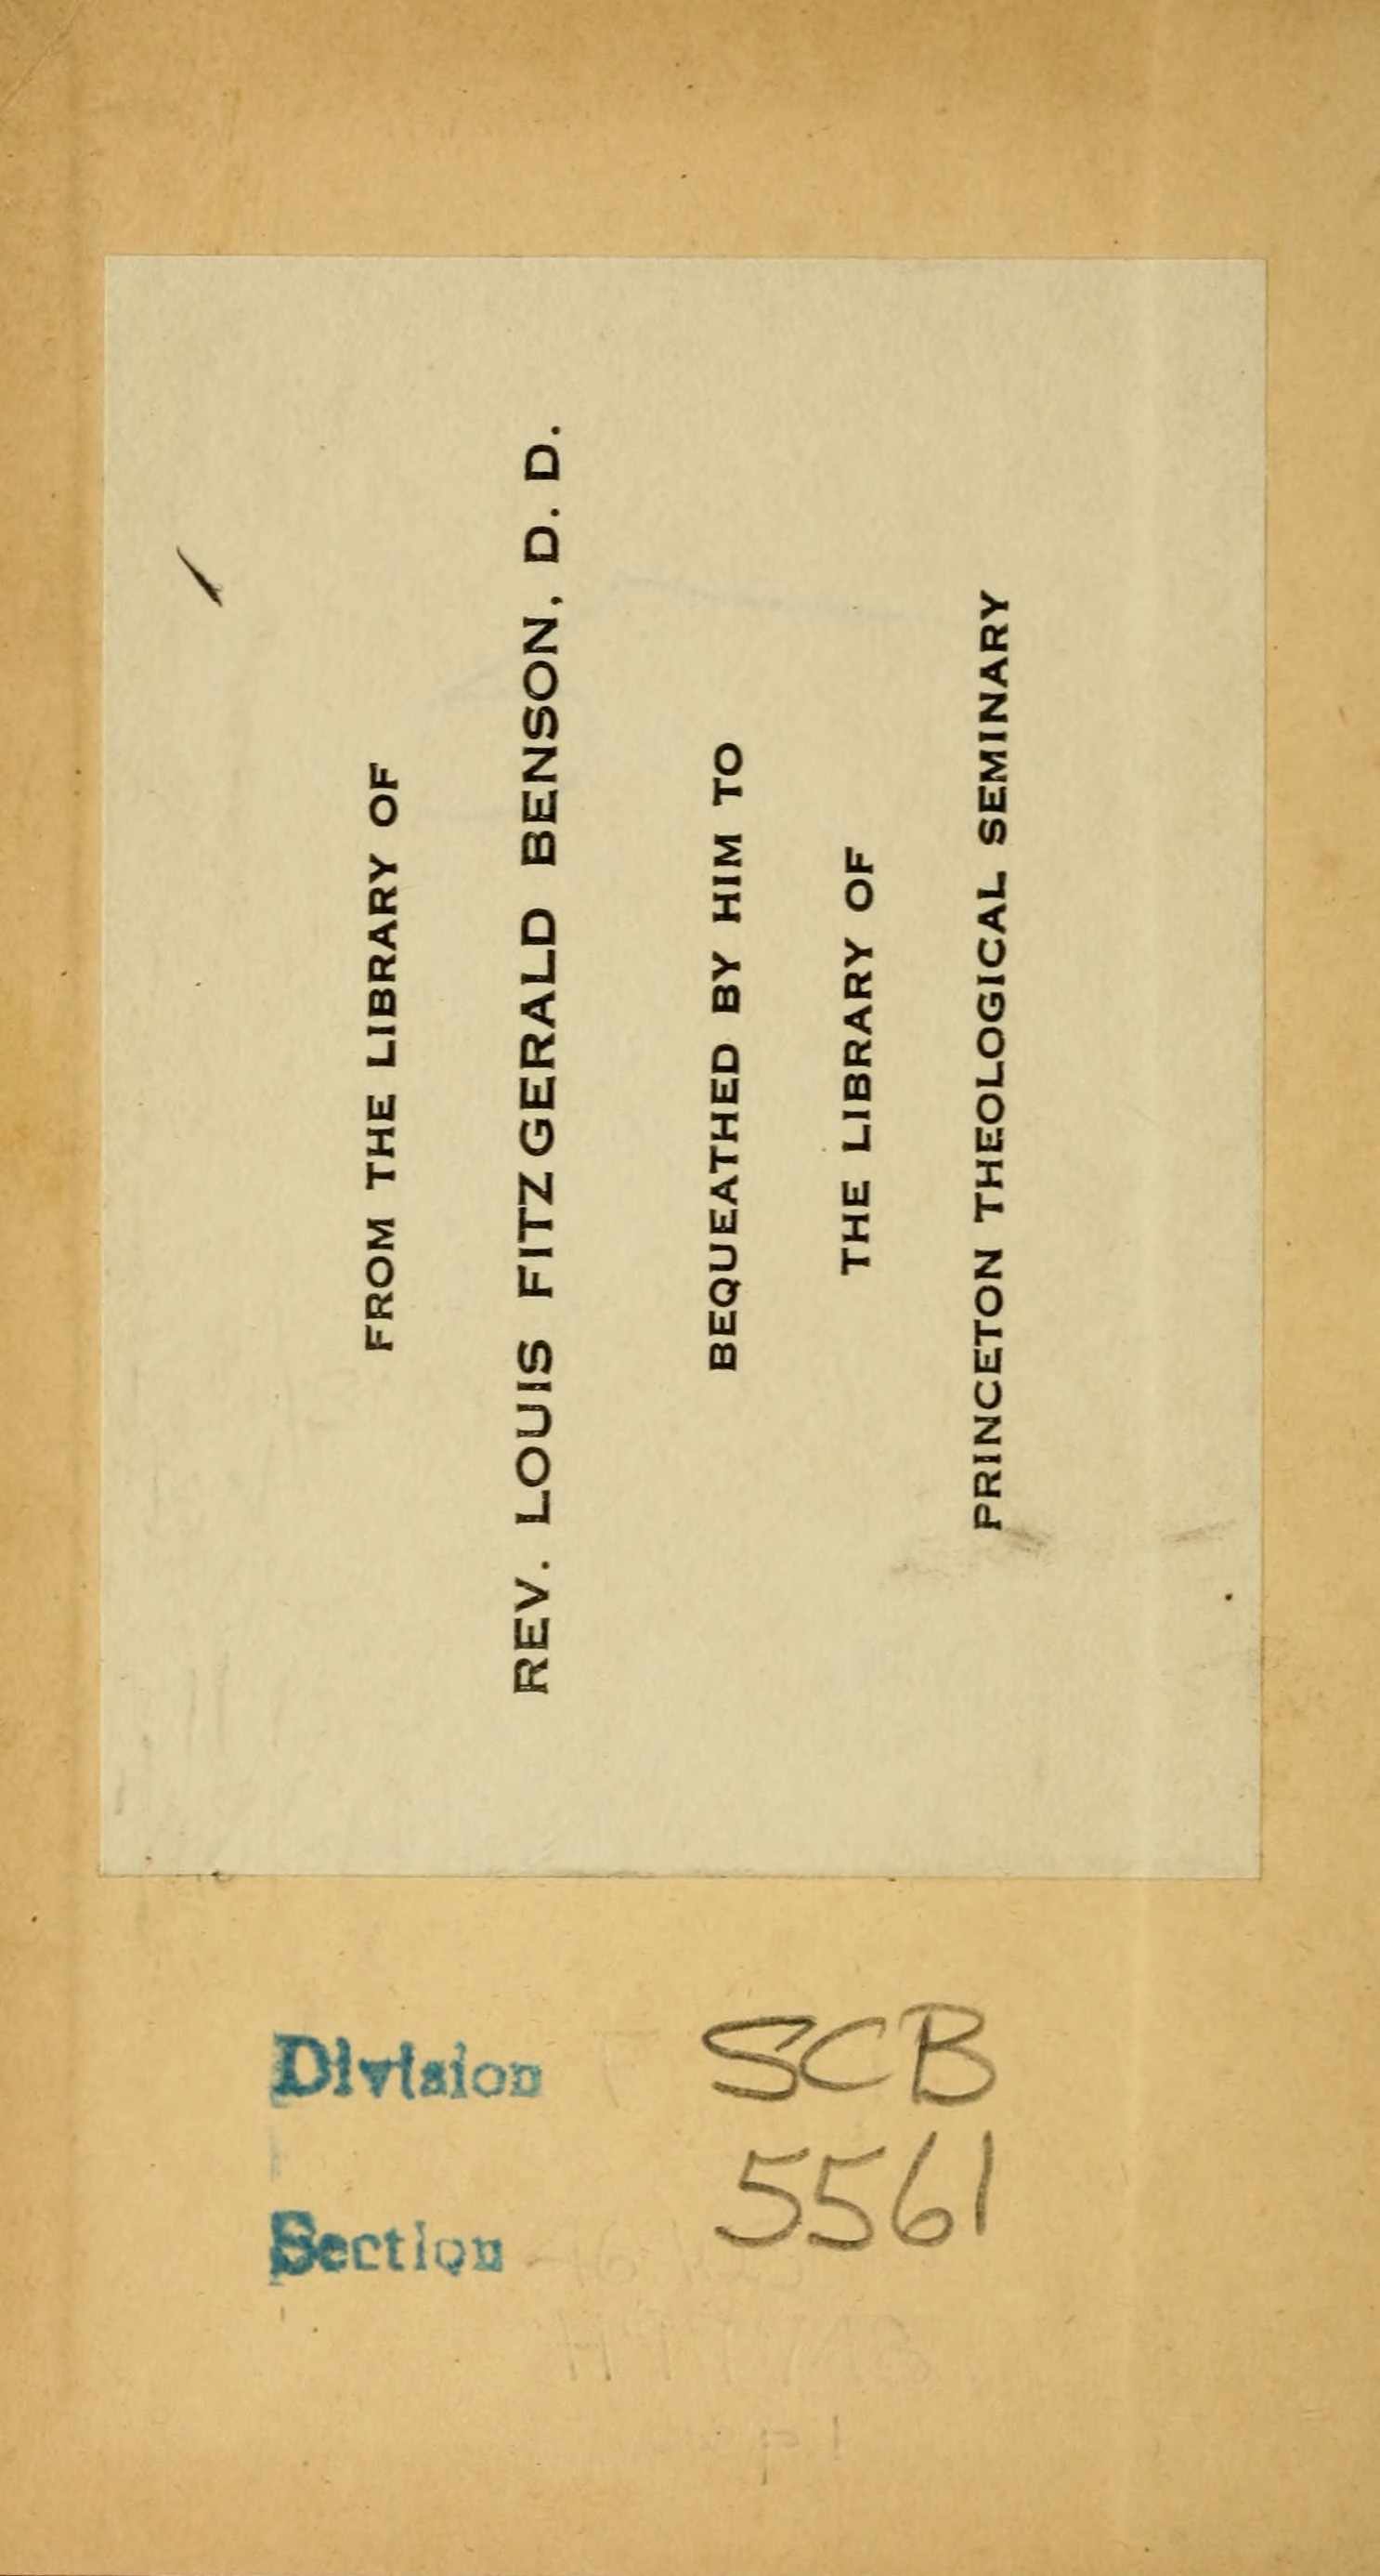 FROM THE LIBRARY OF
REV. LOUIS FITZGERALD BENSON, D. D.
BEQUEATHED BY HIM TO
THE LIBRARY OF
PRINCETON THEOLOGICAL SEMINARY
Division SCB
Section 5561